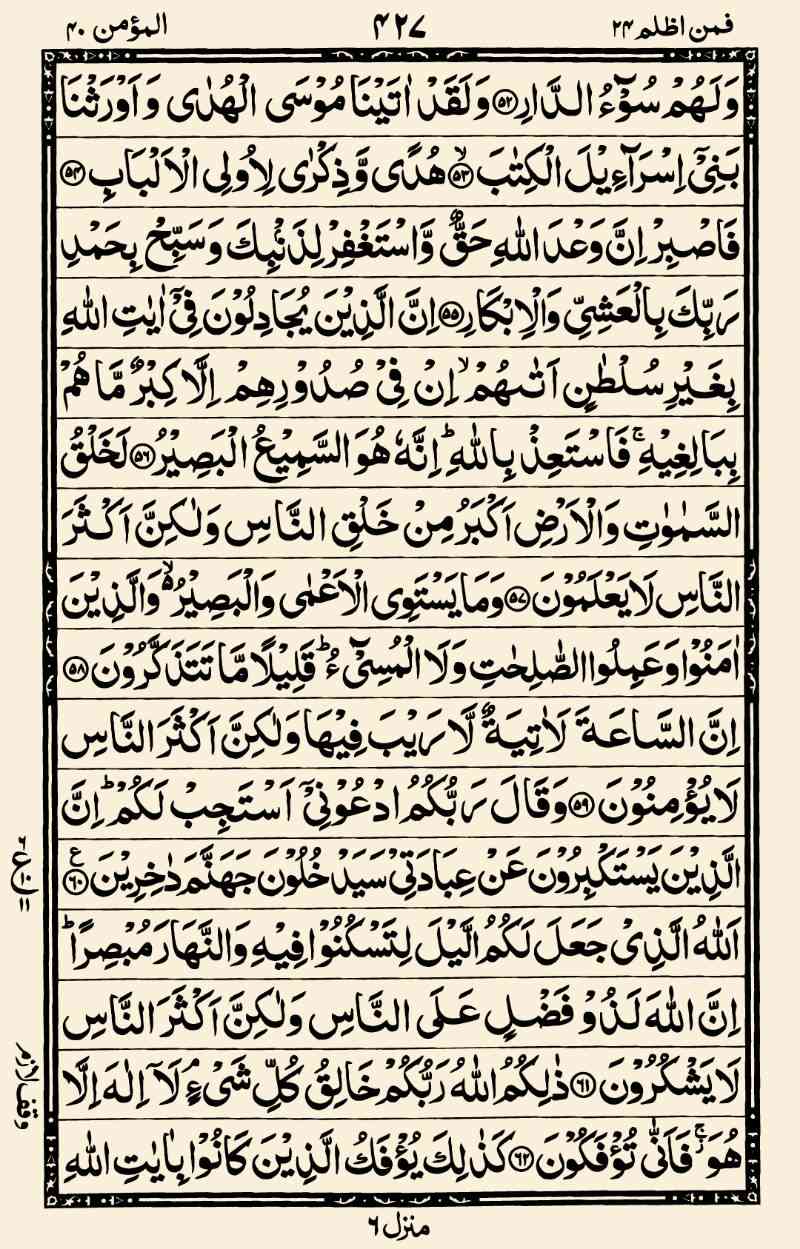 فمن اظلم ۲۴ ۴۲۷ المؤمن ۴۰
وَلَهُمْ سُوْٓءُ الدَّارِ ﴿۵۲﴾ وَلَقَدْ اٰتَيْنَا مُوْسَى الْهُدٰى وَ اَوْرَثْنَا
بَنِیْۤ اِسْرَآءِيْلَ الْكِتٰبَ ﴿۵۳﴾ۙ هُدًى وَّ ذِكْرٰى لِاُولِى الْاَلْبَابِ ﴿۵۴﴾
فَاصْبِرْ اِنَّ وَعْدَ اللّٰهِ حَقٌّ وَّ اسْتَغْفِرْ لِذَنْۢبِكَ وَ سَبِّحْ بِحَمْدِ
رَبِّكَ بِالْعَشِىِّ وَالْاِبْكَارِ ﴿۵۵﴾ اِنَّ الَّذِيْنَ يُجَادِلُوْنَ فِیْۤ اٰيٰتِ اللّٰهِ
بِغَيْرِ سُلْطٰنٍ اَتٰىهُمْ ۙ اِنْ فِیْ صُدُوْرِهِمْ اِلَّا كِبْرٌ مَّا هُمْ
بِبَالِغِيْهِ ۚ فَاسْتَعِذْ بِاللّٰهِ ؕ اِنَّهٗ هُوَ السَّمِيْعُ الْبَصِيْرُ ﴿۵۶﴾ لَخَلْقُ
السَّمٰوٰتِ وَالْاَرْضِ اَكْبَرُ مِنْ خَلْقِ النَّاسِ وَلٰكِنَّ اَكْثَرَ
النَّاسِ لَا يَعْلَمُوْنَ ﴿۵۷﴾ وَمَا يَسْتَوِى الْاَعْمٰى وَالْبَصِيْرُ ۙ۬ وَالَّذِيْنَ
اٰمَنُوْا وَ عَمِلُوا الصّٰلِحٰتِ وَلَا الْمُسِیْٓءُ ؕ قَلِيْلًا مَّا تَتَذَكَّرُوْنَ ﴿۵۸﴾
اِنَّ السَّاعَةَ لَاٰتِيَةٌ لَّا رَيْبَ فِيْهَا وَلٰكِنَّ اَكْثَرَ النَّاسِ
لَا يُؤْمِنُوْنَ ﴿۵۹﴾ وَقَالَ رَبُّكُمُ ادْعُوْنِیْۤ اَسْتَجِبْ لَكُمْ ؕ اِنَّ
الَّذِيْنَ يَسْتَكْبِرُوْنَ عَنْ عِبَادَتِیْ سَيَدْخُلُوْنَ جَهَنَّمَ دٰخِرِيْنَ ﴿۶۰﴾ع
اَللّٰهُ الَّذِیْ جَعَلَ لَكُمُ الَّيْلَ لِتَسْكُنُوْا فِيْهِ وَالنَّهَارَ مُبْصِرًا ؕ
اِنَّ اللّٰهَ لَذُوْ فَضْلٍ عَلَى النَّاسِ وَلٰكِنَّ اَكْثَرَ النَّاسِ
لَا يَشْكُرُوْنَ ﴿۶۱﴾ ذٰلِكُمُ اللّٰهُ رَبُّكُمْ خَالِقُ كُلِّ شَیْءٍ ۘ لَاۤ اِلٰهَ اِلَّا
هُوَ ۚؗ فَاَنّٰى تُؤْفَكُوْنَ ﴿۶۲﴾ كَذٰلِكَ يُؤْفَكُ الَّذِيْنَ كَانُوْا بِاٰيٰتِ اللّٰهِ
۶ ع ۱۰ ۱۱
وقف لازم
منزل ۶